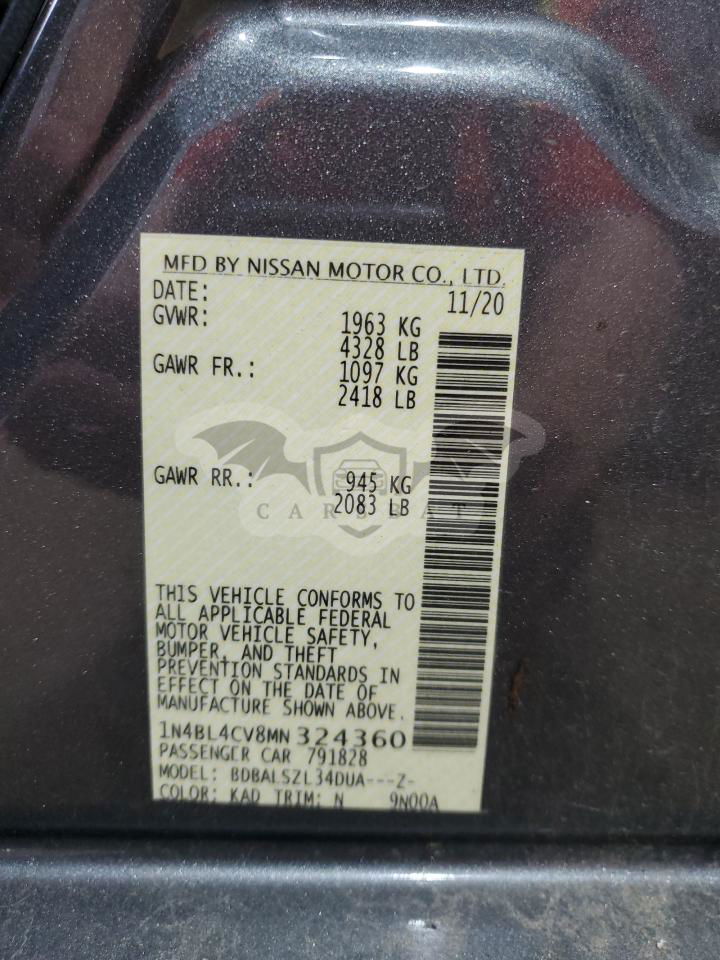 MFD BY NISSAN MOTOR CO., LTD.
DATE: 11/20
GVWR: 1963 KG
4328 LB
GAWR FR.: 1097 KG
2418 LB
GAWR RR.: 945 KG
2083 LB
CARSBAT
THIS VEHICLE CONFORMS TO
ALL APPLICABLE FEDERAL
MOTOR VEHICLE SAFETY,
BUMPER, AND THEFT
PREVENTION STANDARDS IN
EFFECT ON THE DATE OF
MANUFACTURE SHOWN ABOVE.
1N4BL4CV8MN 324360
PASSENGER CAR 791828
MODEL: BDBALSZL34DUA---Z-
COLOR: KAD TRIM: N 9N00A